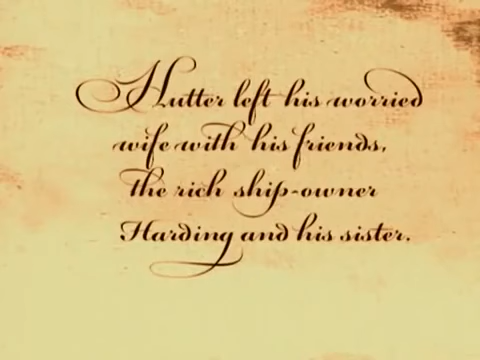 Hutter left his worried
wife with his friends,
the rich ship-owner
Harding and his sister.